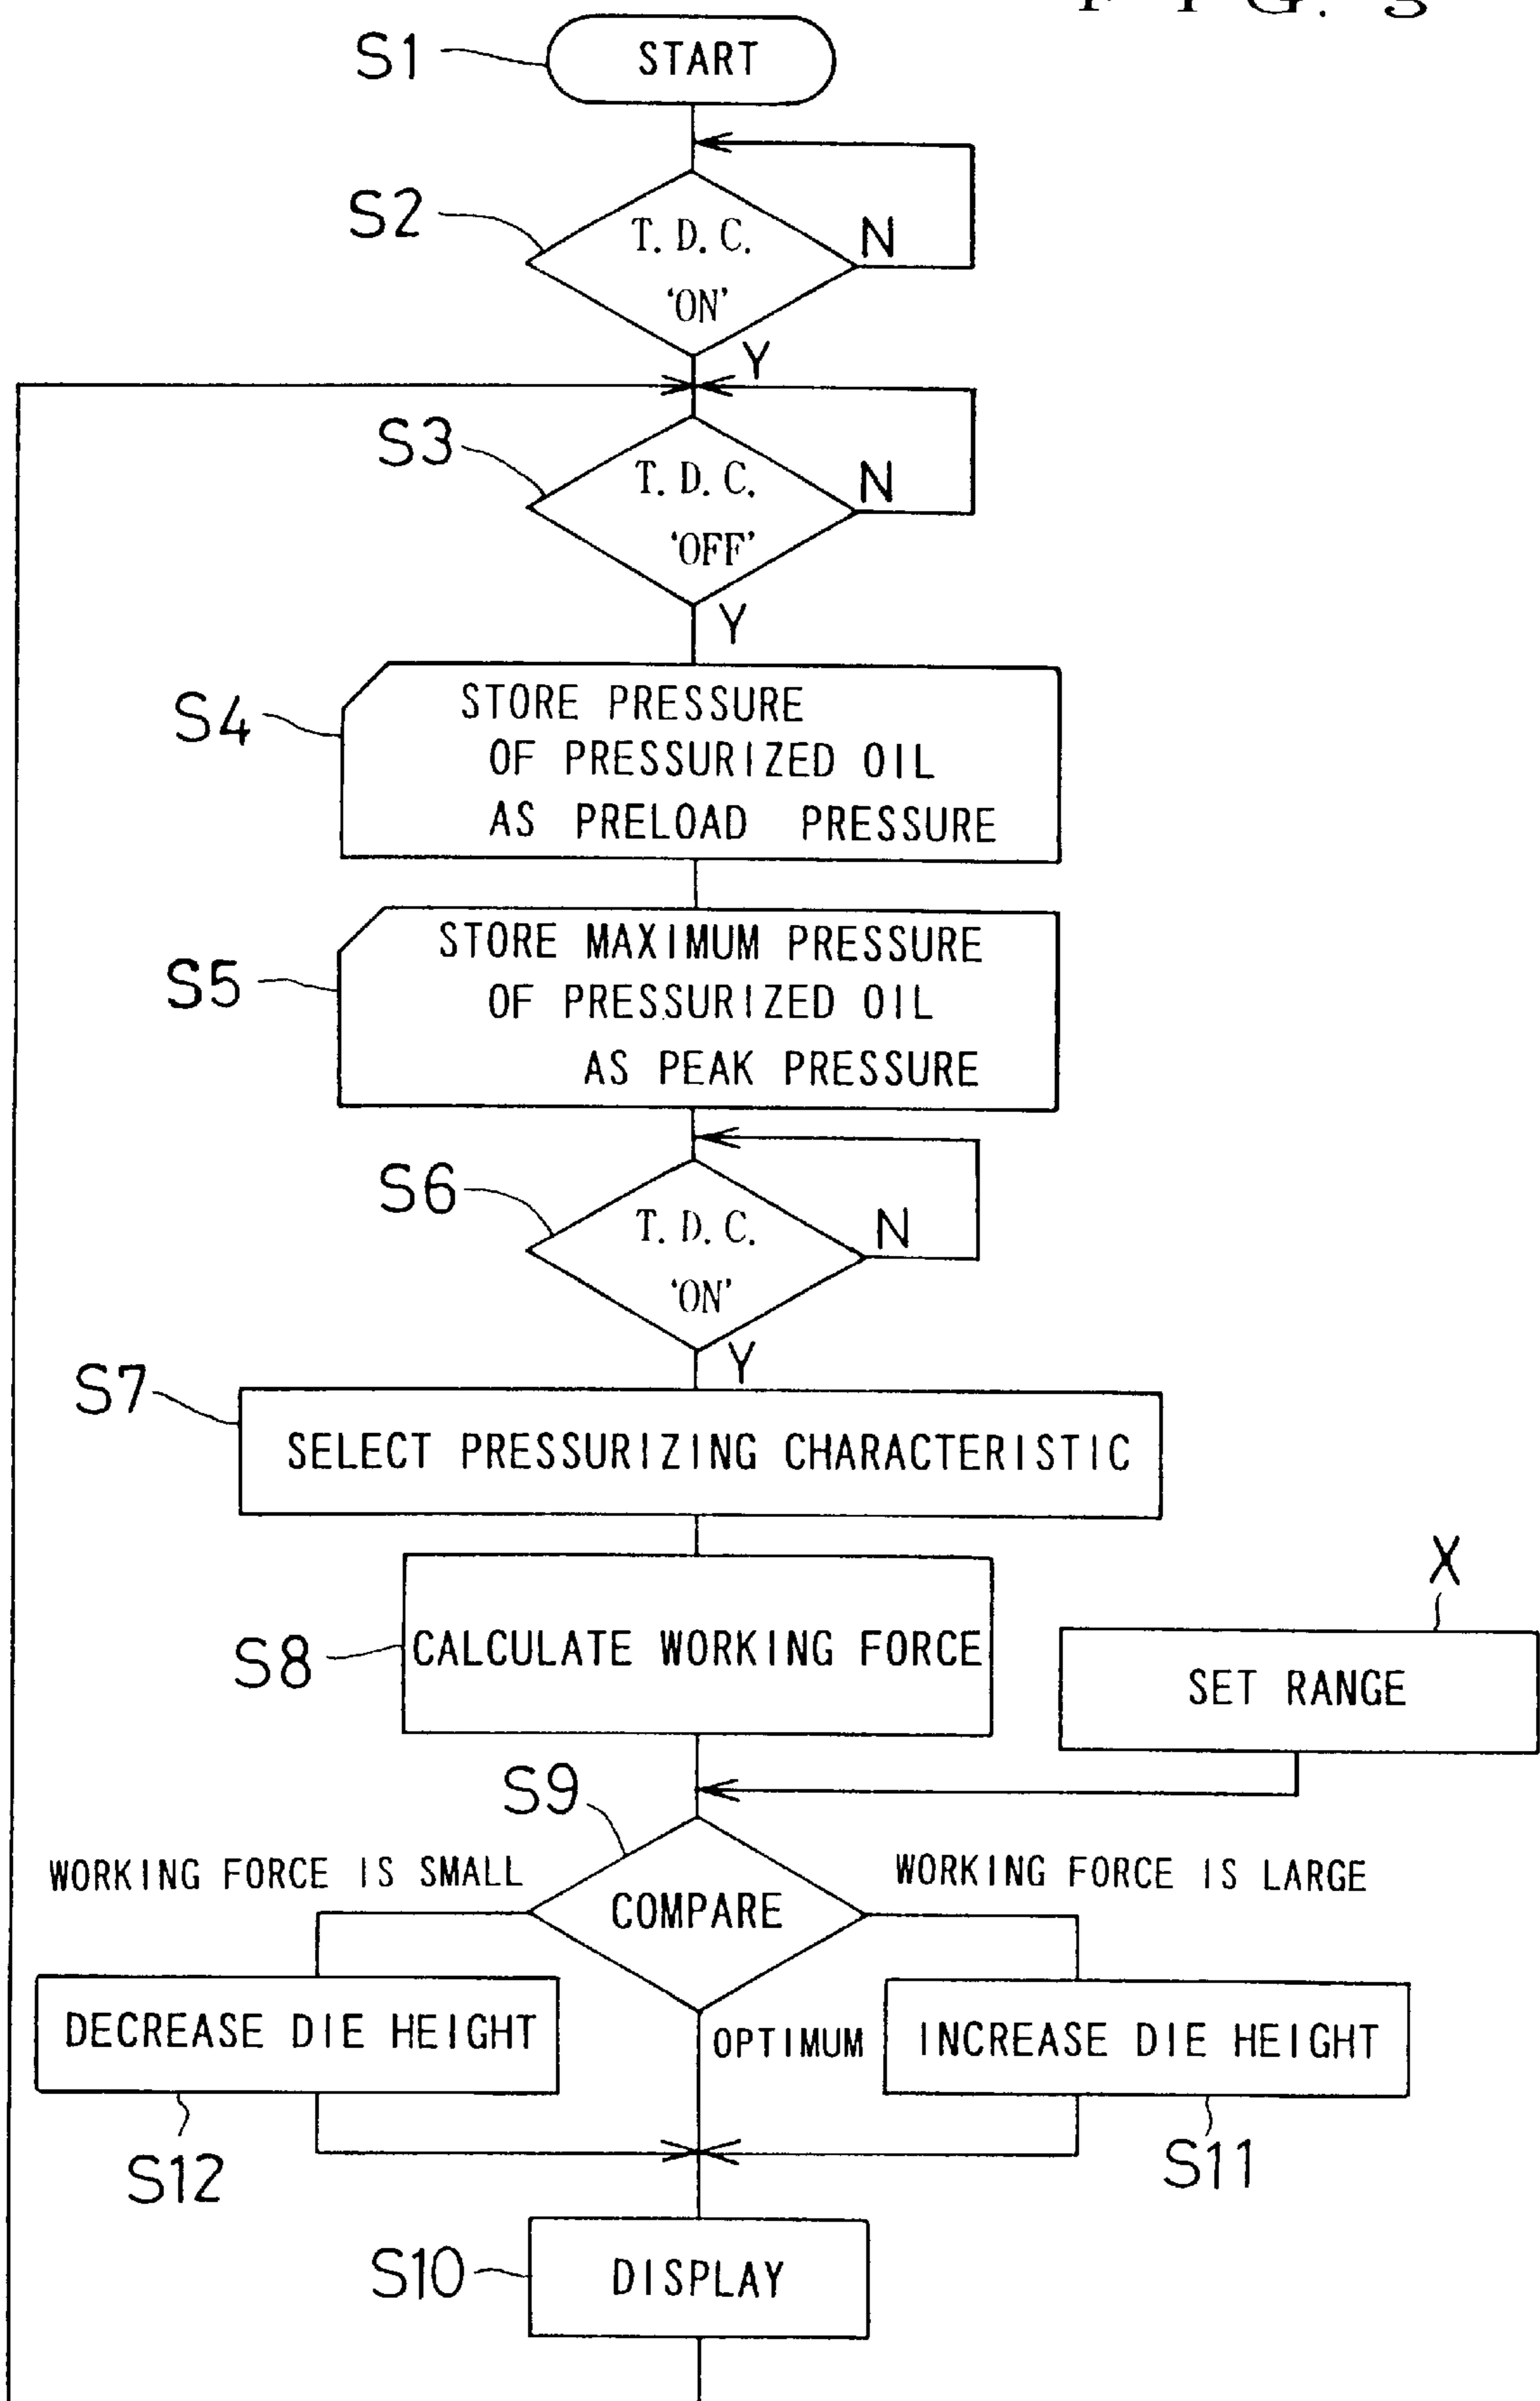 FIG. 3
S1
START
S2
T. D. C.
'ON'
N
Y
S3
T. D. C.
'OFF'
N
Y
S4
STORE PRESSURE
OF PRESSURIZED OIL
AS PRELOAD PRESSURE
S5
STORE MAXIMUM PRESSURE
OF PRESSURIZED OIL
AS PEAK PRESSURE
S6
T. D. C.
'ON'
N
Y
S7
SELECT PRESSURIZING CHARACTERISTIC
S8
CALCULATE WORKING FORCE
X
SET RANGE
S9
COMPARE
WORKING FORCE IS SMALL
WORKING FORCE IS LARGE
DECREASE DIE HEIGHT
OPTIMUM
INCREASE DIE HEIGHT
S12
S11
S10
DISPLAY